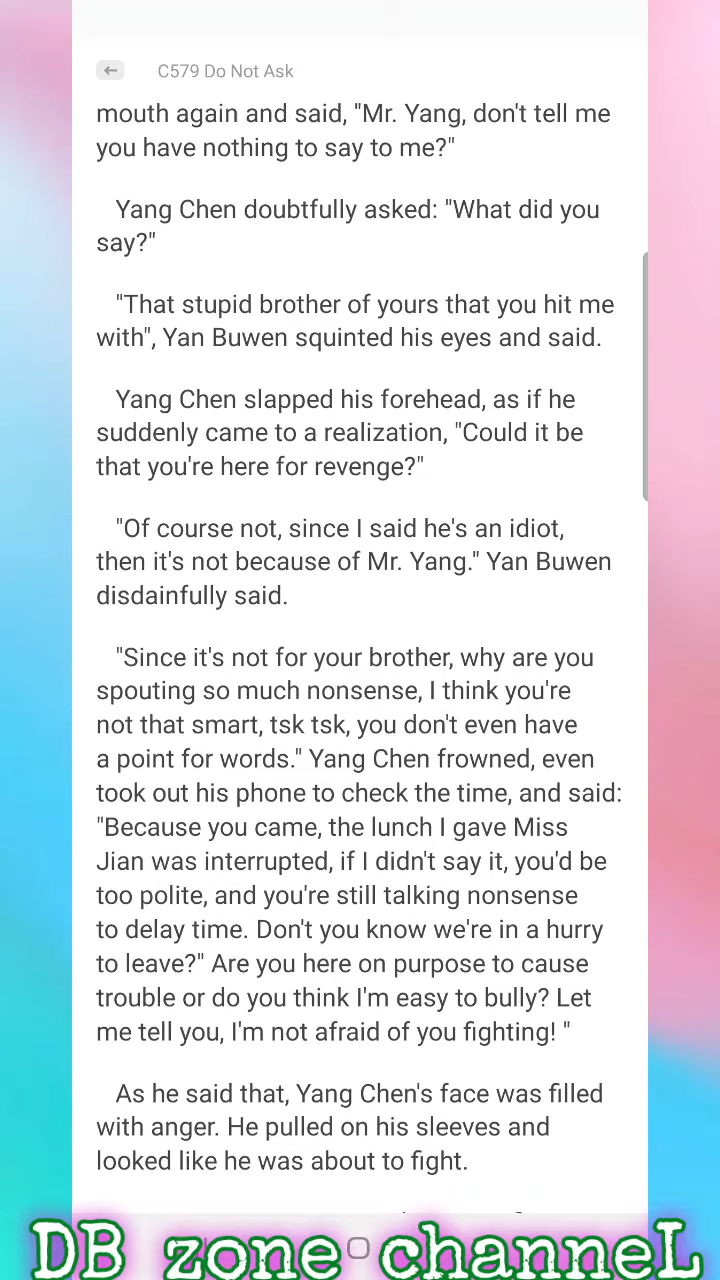 C579 Do Not Ask
mouth again and said, "Mr. Yang, don't tell me
you have nothing to say to me?"
Yang Chen doubtfully asked: "What did you
say?"
"That stupid brother of yours that you hit me
with", Yan Buwen squinted his eyes and said.
Yang Chen slapped his forehead, as if he
suddenly came to a realization, "Could it be
that you're here for revenge?"
"Of course not, since I said he's an idiot,
then it's not because of Mr. Yang." Yan Buwen
disdainfully said.
"Since it's not for your brother, why are you
spouting so much nonsense, I think you're
not that smart, tsk tsk, you don't even have
a point for words." Yang Chen frowned, even
took out his phone to check the time, and said:
"Because you came, the lunch I gave Miss
Jian was interrupted, if I didn't say it, you'd be
too polite, and you're still talking nonsense
to delay time. Don't you know we're in a hurry
to leave?" Are you here on purpose to cause
trouble or do you think I'm easy to bully? Let
me tell you, I'm not afraid of you fighting! "
As he said that, Yang Chen's face was filled
with anger. He pulled on his sleeves and
looked like he was about to fight.
DB zone channeL